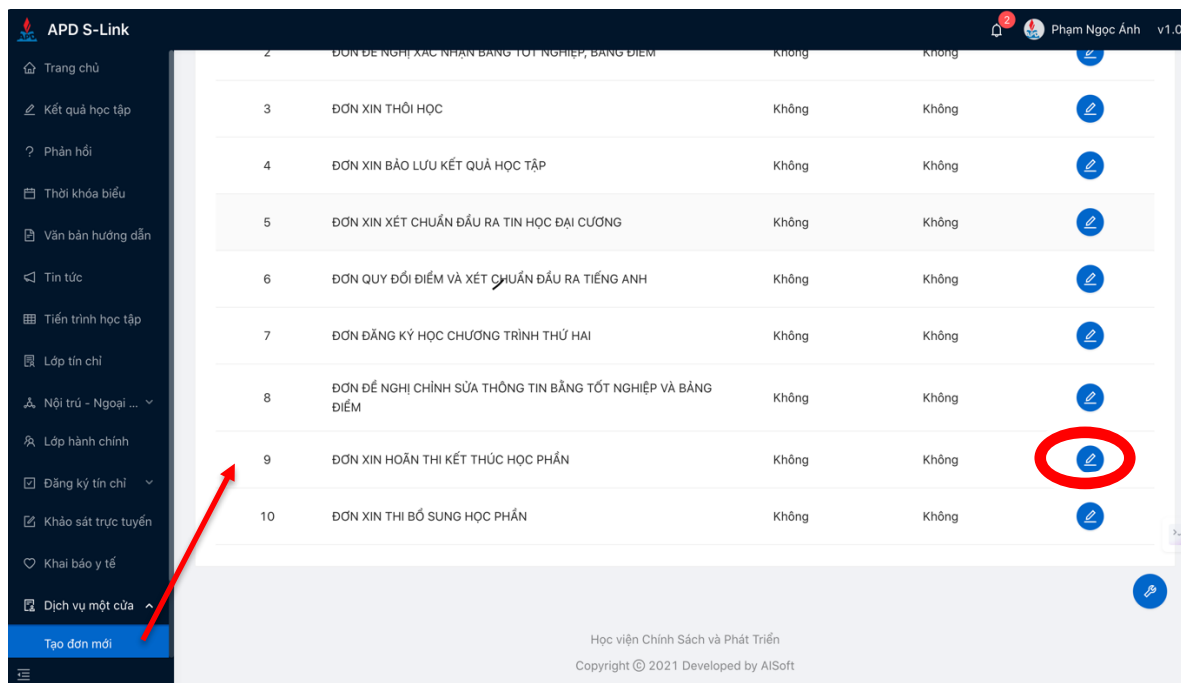 APD S-Link
2
Phạm Ngọc Ánh
v1.0
Trang chủ
Kết quả học tập
Phản hồi
Thời khóa biểu
Văn bản hướng dẫn
Tin tức
Tiến trình học tập
Lớp tín chỉ
Nội trú - Ngoại ...
Lớp hành chính
Đăng ký tín chỉ
Khảo sát trực tuyến
Khai báo y tế
Dịch vụ một cửa
Tạo đơn mới
2 ĐƠN ĐỀ NGHỊ XÁC NHẬN BẰNG TỐT NGHIỆP, BẢNG ĐIỂM Không Không
3 ĐƠN XIN THÔI HỌC Không Không
4 ĐƠN XIN BẢO LƯU KẾT QUẢ HỌC TẬP Không Không
5 ĐƠN XIN XÉT CHUẨN ĐẦU RA TIN HỌC ĐẠI CƯƠNG Không Không
6 ĐƠN QUY ĐỔI ĐIỂM VÀ XÉT CHUẨN ĐẦU RA TIẾNG ANH Không Không
7 ĐƠN ĐĂNG KÝ HỌC CHƯƠNG TRÌNH THỨ HAI Không Không
8 ĐƠN ĐỀ NGHỊ CHỈNH SỬA THÔNG TIN BẰNG TỐT NGHIỆP VÀ BẢNG
ĐIỂM Không Không
9 ĐƠN XIN HOÃN THI KẾT THÚC HỌC PHẦN Không Không
10 ĐƠN XIN THI BỔ SUNG HỌC PHẦN Không Không
Học viện Chính Sách và Phát Triển
Copyright © 2021 Developed by AISoft